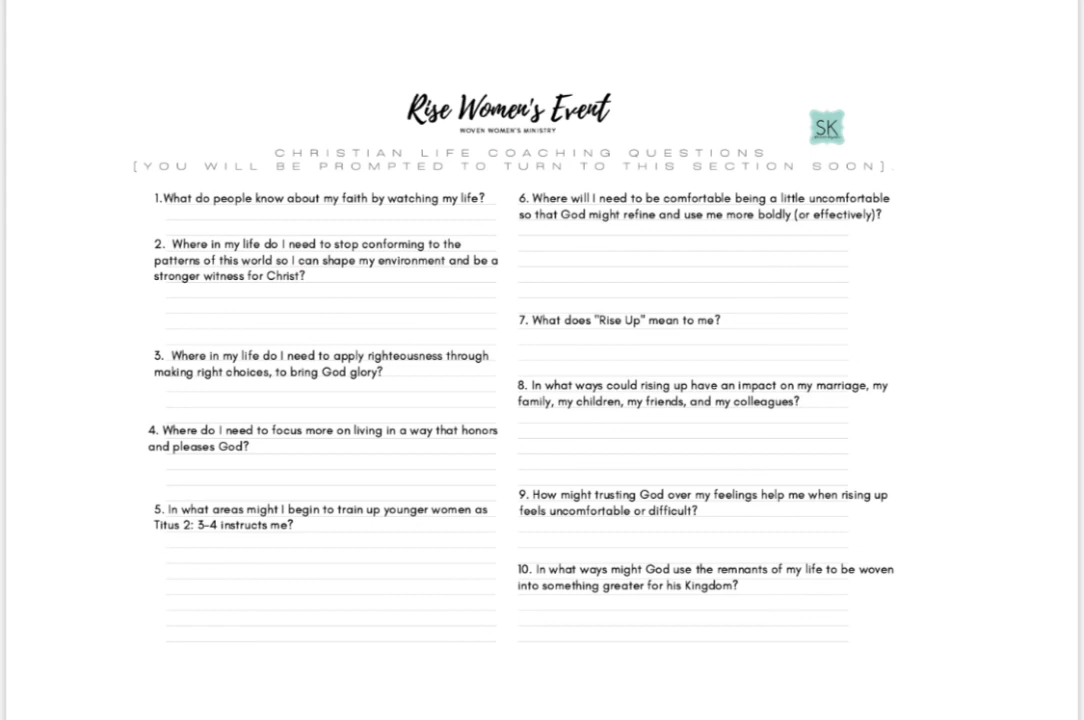 Rise Women's Event
WOVEN WOMEN'S MINISTRY
SK
CHRISTIAN LIFE COACHING QUESTIONS
[YOU WILL BE PROMPTED TO TURN TO THIS SECTION SOON].
1.What do people know about my faith by watching my life?
2. Where in my life do I need to stop conforming to the
patterns of this world so I can shape my environment and be a
stronger witness for Christ?
3. Where in my life do I need to apply righteousness through
making right choices, to bring God glory?
4. Where do I need to focus more on living in a way that honors
and pleases God?
5. In what areas might I begin to train up younger women as
Titus 2: 3-4 instructs me?
6. Where will I need to be comfortable being a little uncomfortable
so that God might refine and use me more boldly (or effectively)?
7. What does "Rise Up" mean to me?
8. In what ways could rising up have an impact on my marriage, my
family, my children, my friends, and my colleagues?
9. How might trusting God over my feelings help me when rising up
feels uncomfortable or difficult?
10. In what ways might God use the remnants of my life to be woven
into something greater for his Kingdom?